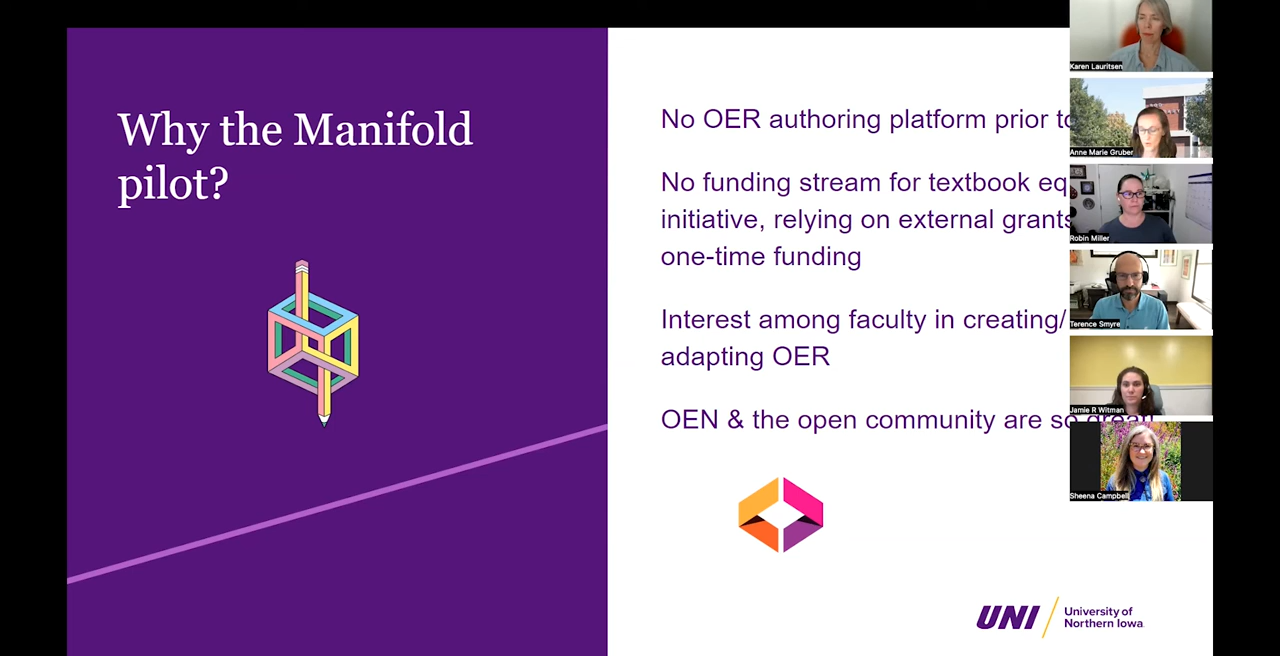 Why the Manifold
pilot?
No OER authoring platform prior to
No funding stream for textbook eq
initiative, relying on external grants
one-time funding
Interest among faculty in creating/
adapting OER
OEN & the open community are so great!
UNI
University of
Northern Iowa
Karen Lauritsen
Anne Marie Gruber
Robin Miller
Terence Smyre
Jamie R Witman
Sheena Campbell